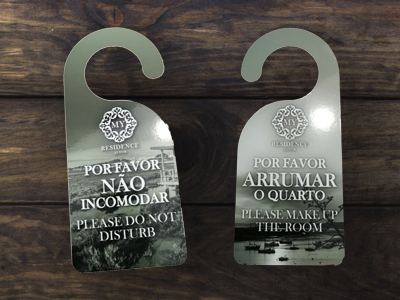 MY
RESIDENCE
POR FAVOR
NÃO
INCOMODAR
PLEASE DO NOT
DISTURB
MY
RESIDENCE
POR FAVOR
ARRUMAR
O QUARTO
PLEASE MAKE UP
THE ROOM